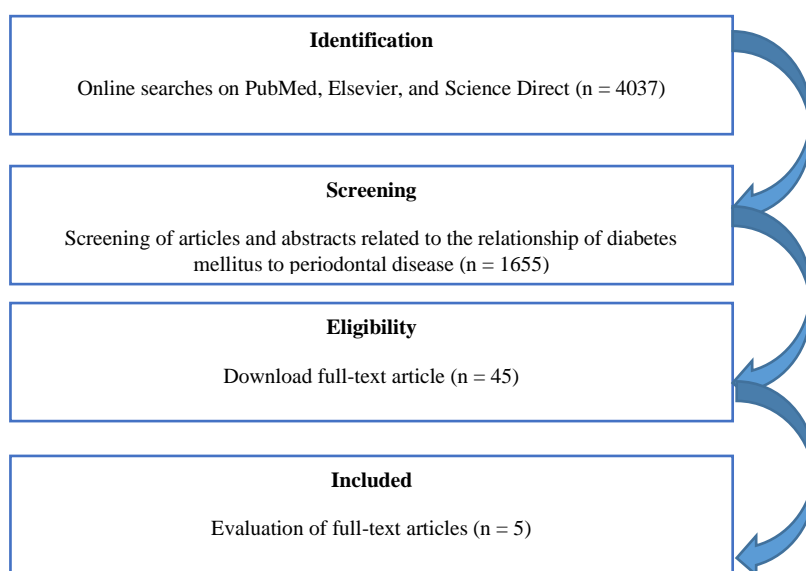 Identification
Online searches on PubMed, Elsevier, and Science Direct (n = 4037)
Screening
Screening of articles and abstracts related to the relationship of diabetes
mellitus to periodontal disease (n = 1655)
Eligibility
Download full-text article (n = 45)
Included
Evaluation of full-text articles (n = 5)